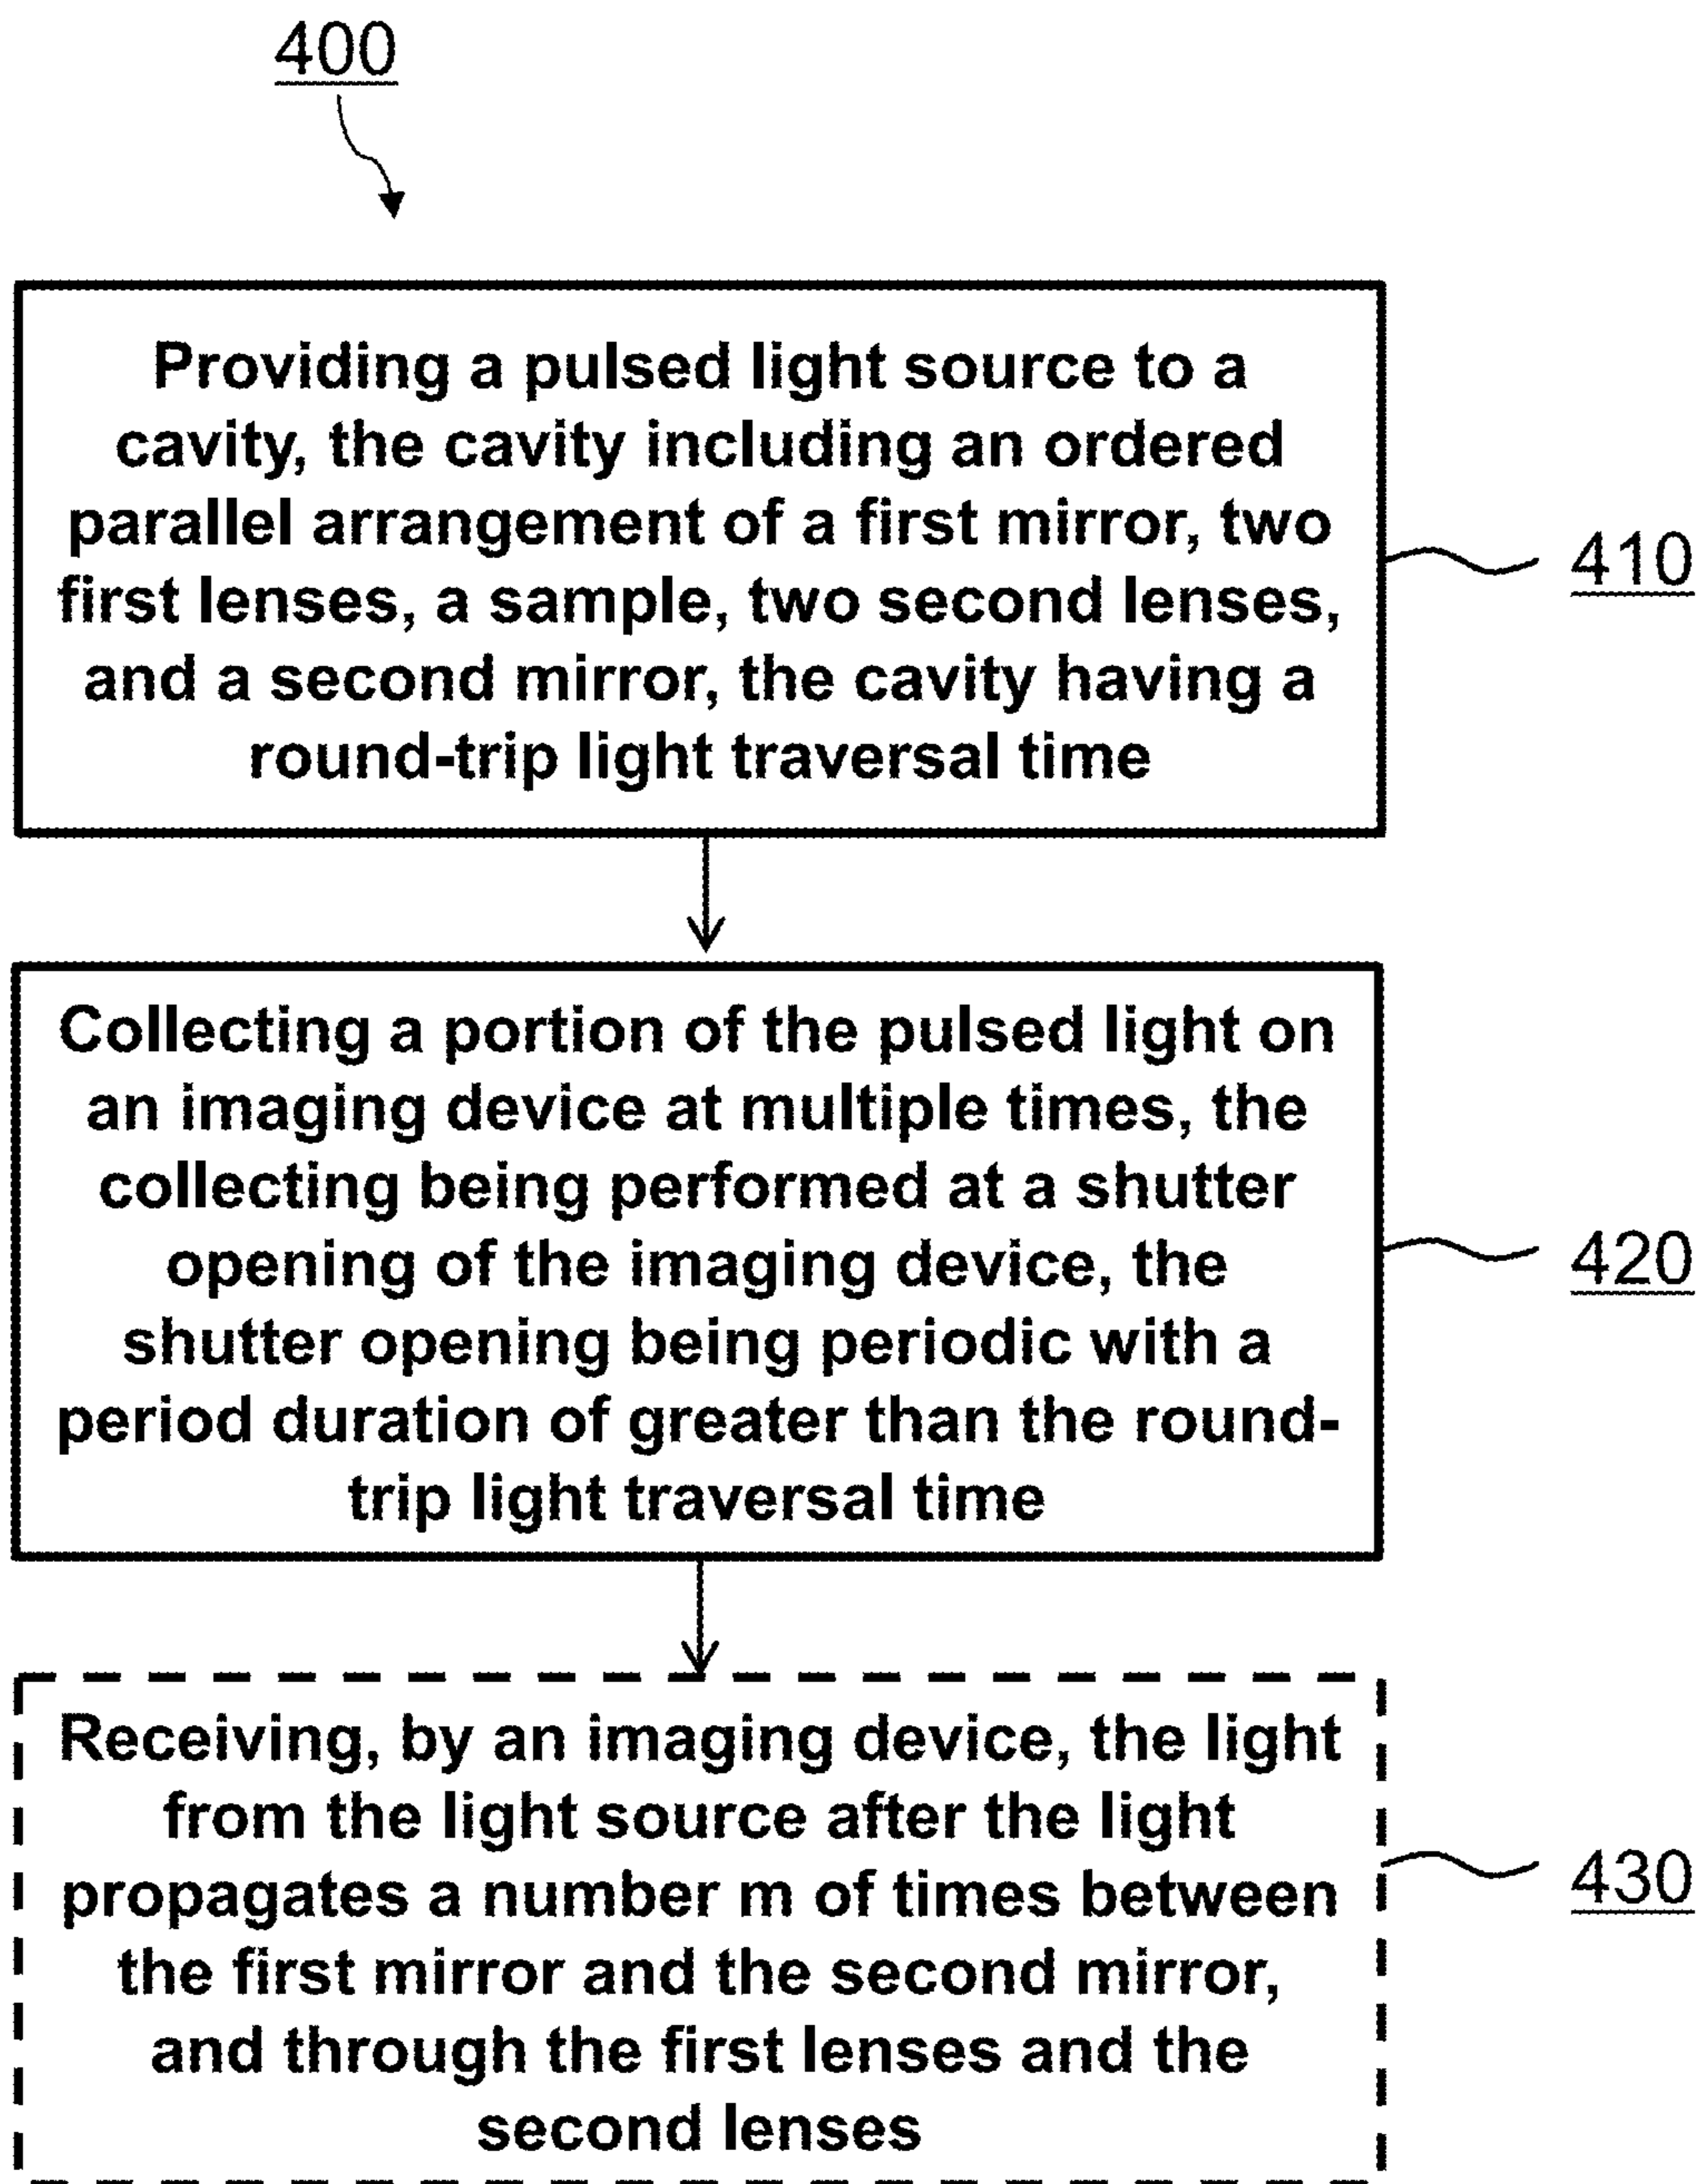 400
Providing a pulsed light source to a
cavity, the cavity including an ordered
parallel arrangement of a first mirror, two
first lenses, a sample, two second lenses,
and a second mirror, the cavity having a
round-trip light traversal time
410
Collecting a portion of the pulsed light on
an imaging device at multiple times, the
collecting being performed at a shutter
opening of the imaging device, the
shutter opening being periodic with a
period duration of greater than the round-
trip light traversal time
420
Receiving, by an imaging device, the light
from the light source after the light
propagates a number m of times between
the first mirror and the second mirror,
and through the first lenses and the
second lenses
430